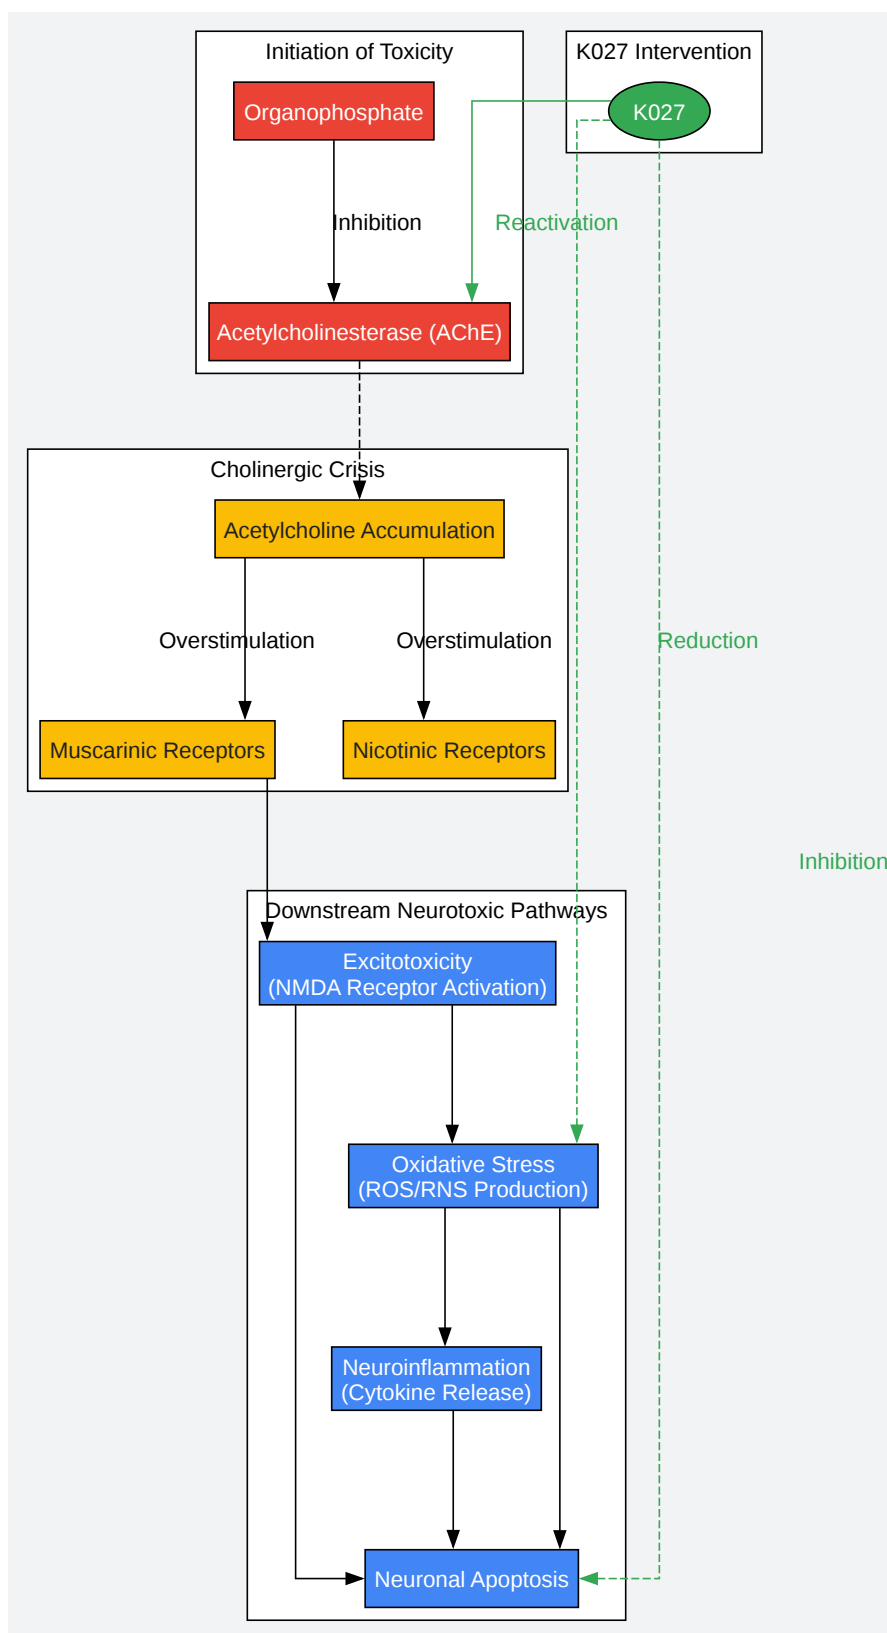 Initiation of Toxicity
K027 Intervention
Organophosphate
K027
Inhibition
Reactivation
Acetylcholinesterase (AChE)
Cholinergic Crisis
Acetylcholine Accumulation
Overstimulation
Overstimulation
Reduction
Muscarinic Receptors
Nicotinic Receptors
Inhibition
Downstream Neurotoxic Pathways
Excitotoxicity
(NMDA Receptor Activation)
Oxidative Stress
(ROS/RNS Production)
Neuroinflammation
(Cytokine Release)
Neuronal Apoptosis